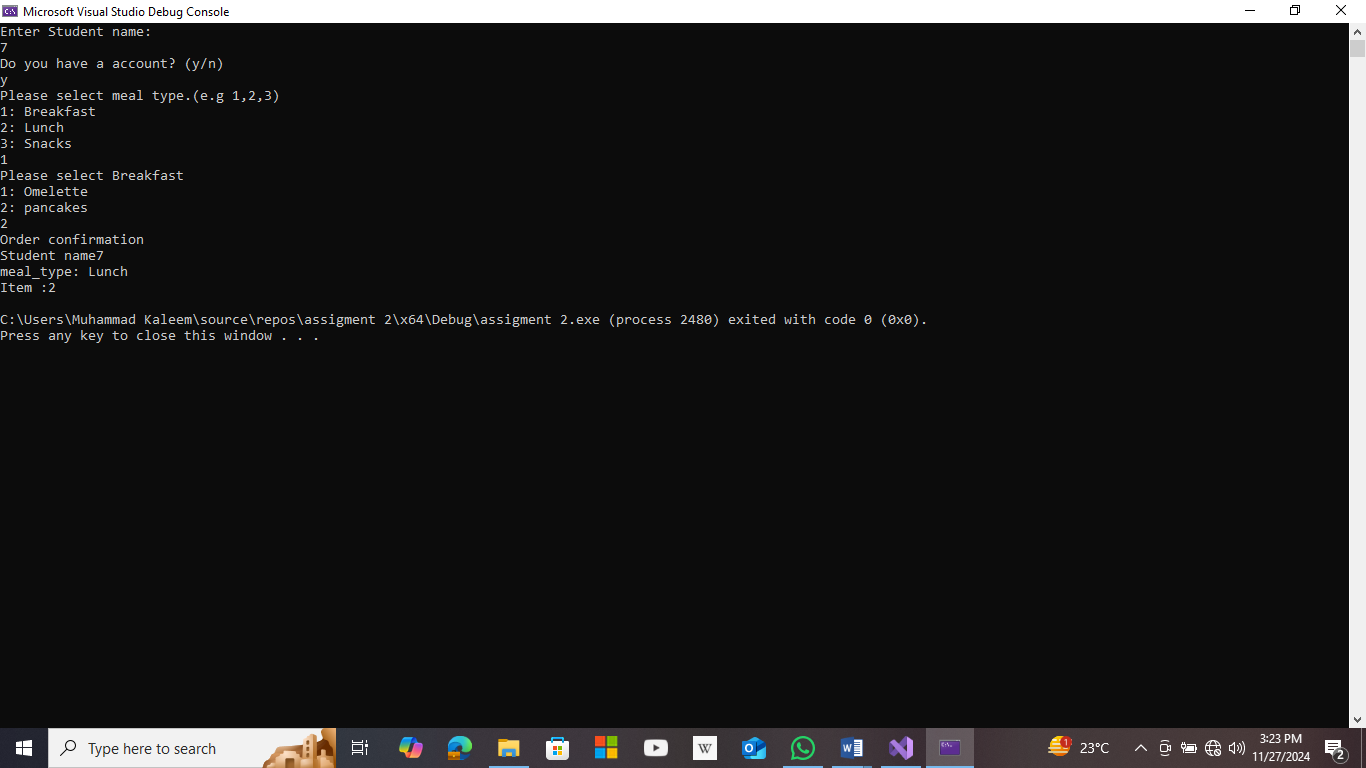 Microsoft Visual Studio Debug Console
Enter Student name:
7
Do you have a account? (y/n)
y
Please select meal type.(e.g 1,2,3)
1: Breakfast
2: Lunch
3: Snacks
1
Please select Breakfast
1: Omelette
2: pancakes
2
Order confirmation
Student name7
meal_type: Lunch
Item :2
C:\Users\Muhammad Kaleem\source\repos\assigment 2\x64\Debug\assigment 2.exe (process 2480) exited with code 0 (0x0).
Press any key to close this window . . .
Type here to search
W
1
23°C
3:23 PM
11/27/2024
2